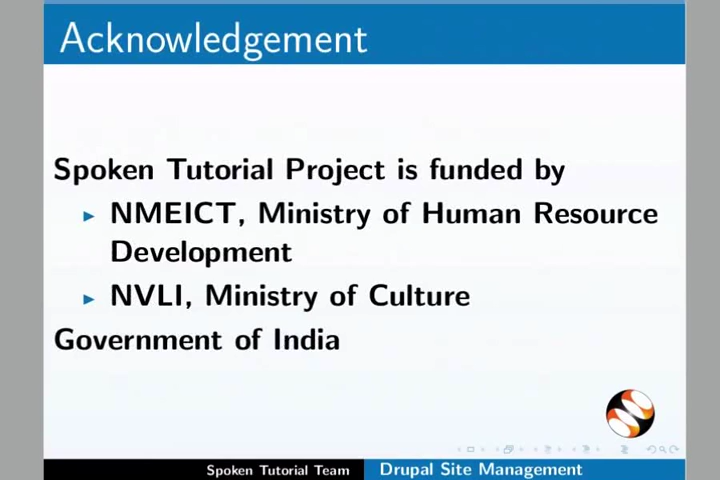 Acknowledgement
Spoken Tutorial Project is funded by
NMEICT, Ministry of Human Resource
Development
NVLI, Ministry of Culture
Government of India
Spoken Tutorial Team
Drupal Site Management